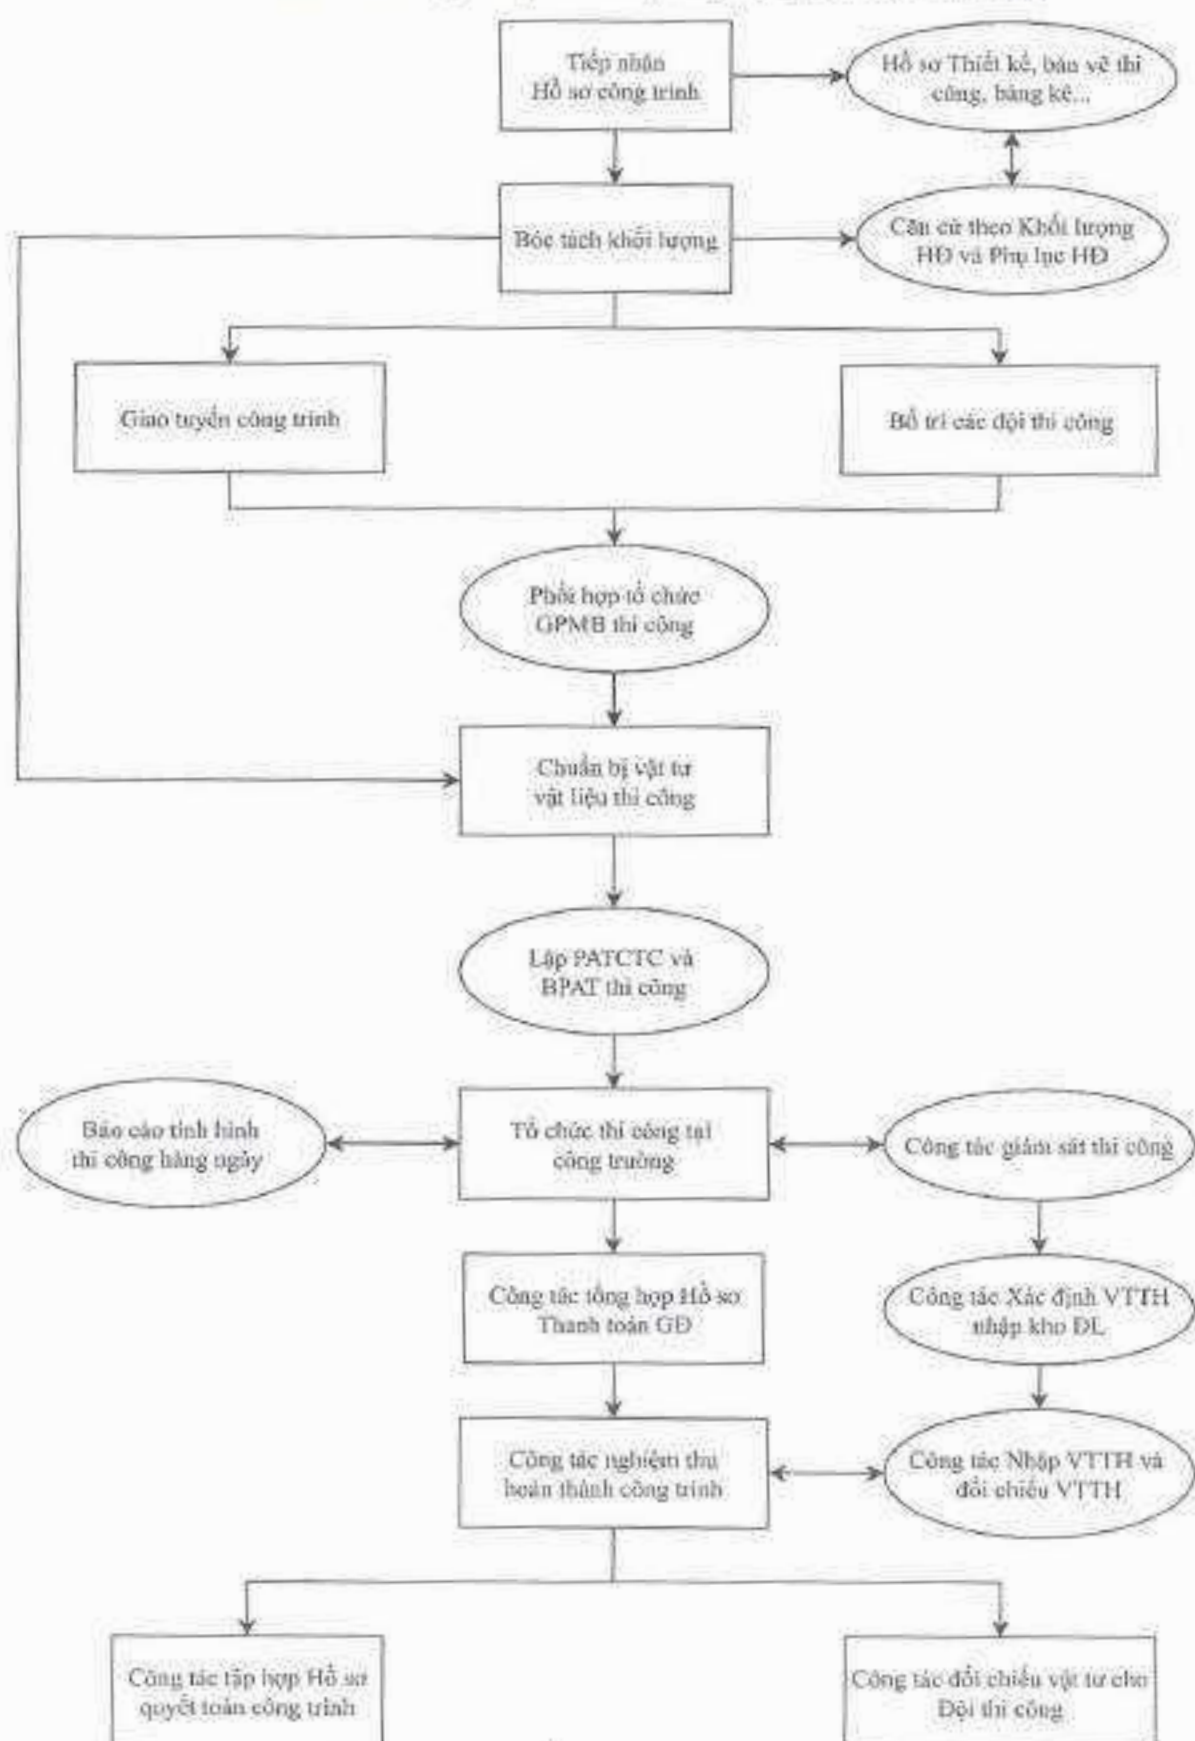 Tiếp nhận
Hồ sơ công trình
Hồ sơ Thiết kế, bản vẽ thi
công, bảng kê...
Bóc tách khối lượng
Căn cứ theo Khối lượng
HĐ và Phụ lục HĐ
Giao tuyến công trình
Bố trí các đội thi công
Phối hợp tổ chức
GPMB thi công
Chuẩn bị vật tư
vật liệu thi công
Lập PATCTC và
BPAT thi công
Báo cáo tình hình
thi công hàng ngày
Tổ chức thi công tại
công trường
Công tác giám sát thi công
Công tác tổng hợp Hồ sơ
Thanh toán GĐ
Công tác Xác định VTTH
nhập kho ĐL
Công tác nghiệm thu
hoàn thành công trình
Công tác Nhập VTTH và
đối chiếu VTTH
Công tác tập hợp Hồ sơ
quyết toán công trình
Công tác đối chiếu vật tư cho
Đội thi công